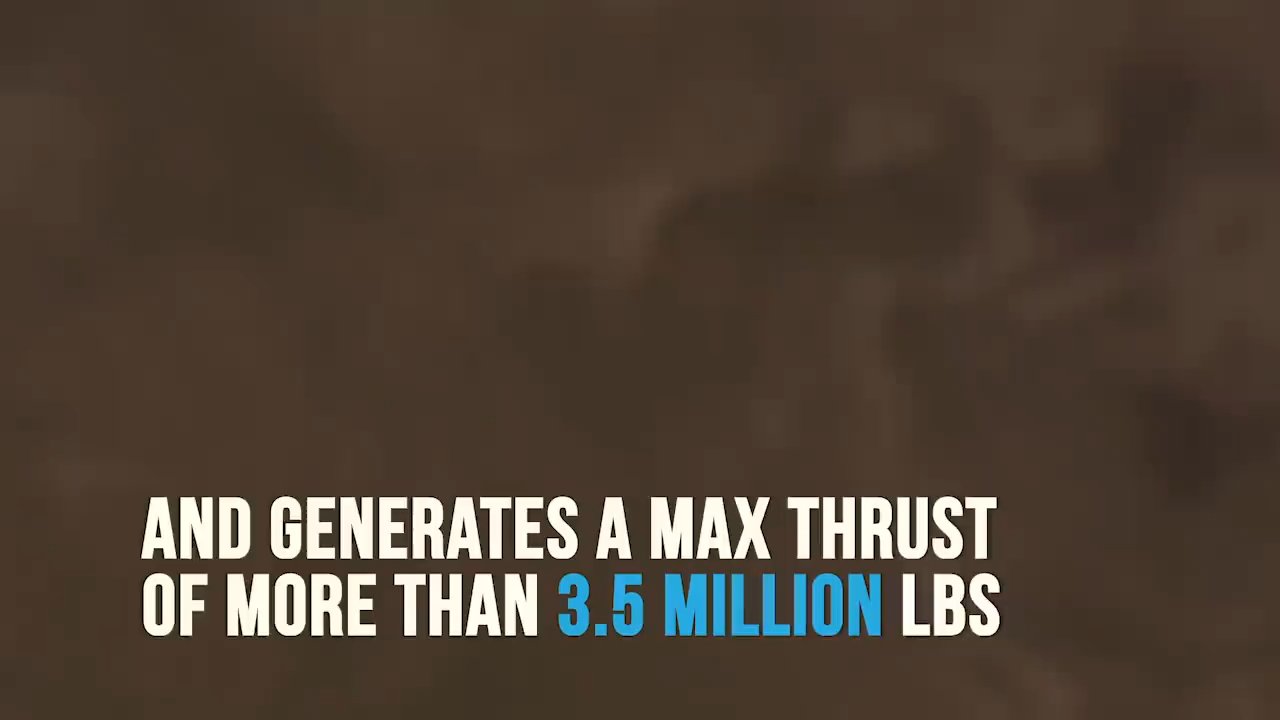 AND GENERATES A MAX THRUST
OF MORE THAN 3.5 MILLION LBS